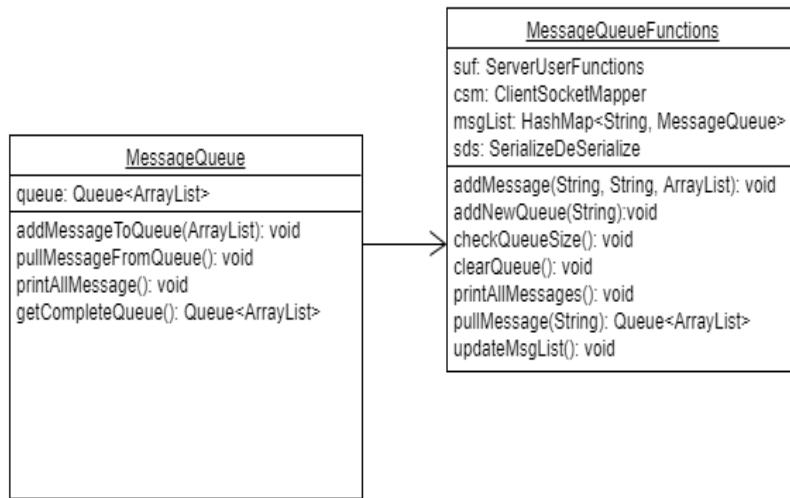 MessageQueue
queue: Queue<ArrayList>
addMessageToQueue(ArrayList): void
pullMessageFromQueue(): void
printAllMessage(): void
getCompleteQueue(): Queue<ArrayList>
MessageQueueFunctions
suf: ServerUserFunctions
csm: ClientSocketMapper
msgList: HashMap<String, MessageQueue>
sds: SerializeDeSerialize
addMessage(String, String, ArrayList): void
addNewQueue(String):void
checkQueueSize(): void
clearQueue(): void
printAllMessages(): void
pullMessage(String): Queue<ArrayList>
updateMsgList(): void